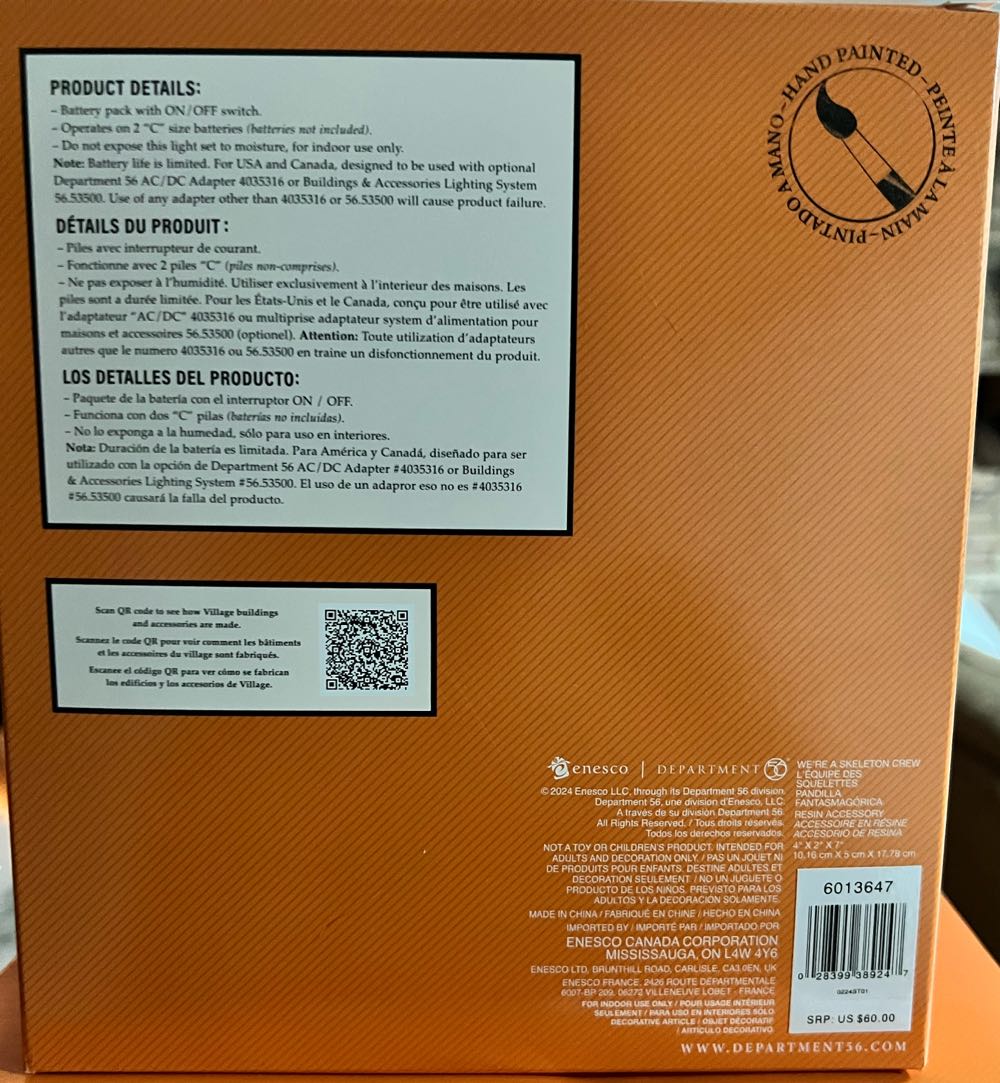 PRODUCT DETAILS:
– Battery pack with ON/OFF switch.
– Operates on 2 "C" size batteries (batteries not included).
– Do not expose this light set to moisture, for indoor use only.
Note: Battery life is limited. For USA and Canada, designed to be used with optional
Department 56 AC/DC Adapter 4035316 or Buildings & Accessories Lighting System
56.53500. Use of any adapter other than 4035316 or 56.53500 will cause product failure.
DÉTAILS DU PRODUIT :
– Piles avec interrupteur de courant.
– Fonctionne avec 2 piles "C" (piles non-comprises).
– Ne pas exposer à l'humidité. Utiliser exclusivement à l'interieur des maisons. Les
piles sont a durée limitée. Pour les États-Unis et le Canada, conçu pour être utilisé avec
l'adaptateur "AC/DC" 4035316 ou multiprise adaptateur system d'alimentation pour
maisons et accessoires 56.53500 (optionel). Attention: Toute utilization d'adaptateurs
autres que le numero 4035316 ou 56.53500 en traine un disfonctionement du produit.
LOS DETALLES DEL PRODUCTO:
– Paquete de la batería con el interruptor ON / OFF.
– Funciona con dos "C" pilas (baterías no incluidas).
– No lo exponga a la humedad, sólo para uso en interiores.
Nota: Duración de la batería es limitada. Para América y Canadá, diseñado para ser
utilizado con la opción de Department 56 AC/DC Adapter #4035316 or Buildings
& Accessories Lighting System #56.53500. El uso de un adapror eso no es #4035316
#56.53500 causará la falla del producto.
HAND PAINTED~PEINTE À LA MAIN~PINTADO A MANO~
Scan QR code to see how Village buildings
and accessories are made.
Scannez le code QR pour voir comment les bâtiments
et les accessoires du village sont fabriqués.
Escanee el código QR para ver cómo se fabrican
los edificios y los accesorios de Village.
enesco | DEPARTMENT 56
© 2024 Enesco LLC, through its Department 56 division.
Department 56, une division d'Enesco, LLC.
A través de su división Department 56.
All Rights Reserved. / Tous droits réservés.
Todos los derechos reservados.
NOT A TOY OR CHILDREN'S PRODUCT. INTENDED FOR
ADULTS AND DECORATION ONLY. / PAS UN JOUET NI
DE PRODUITS POUR ENFANTS. DESTINE ADULTES ET
DECORATION SEULEMENT. / NO UN JUGUETE O
PRODUCTO DE LOS NIÑOS. PREVISTO PARA LOS
ADULTOS Y LA DECORACION SOLAMENTE.
MADE IN CHINA / FABRIQUÉ EN CHINE / HECHO EN CHINA
IMPORTED BY / IMPORTÉ PAR / IMPORTADO POR
ENESCO CANADA CORPORATION
MISSISSAUGA, ON L4W 4Y6
ENESCO LTD, BRUNTHILL ROAD, CARLISLE, CA3 0EN, UK
ENESCO FRANCE, 2426 ROUTE DÉPARTEMENTALE
6007-BP 209, 06272 VILLENEUVE LOBET - FRANCE
FOR INDOOR USE ONLY / POUR USAGE INTÉRIEUR
SEULEMENT / PARA USO EN INTERIORES SOLO.
DECORATIVE ARTICLE / OBJET DÉCORATIF
/ ARTÍCULO DECORATIVO
WE'RE A SKELETON CREW
L'ÉQUIPE DES
SQUELETTES
PANDILLA
FANTASMAGÓRICA
RESIN ACCESSORY
ACCESSOIRE EN RÉSINE
ACCESORIO DE RESINA
4" X 2" X 7"
10.16 cm X 5 cm X 17.78 cm
6013647
0 28399 38924 7
0224ST01
SRP: US $60.00
WWW.DEPARTMENT56.COM